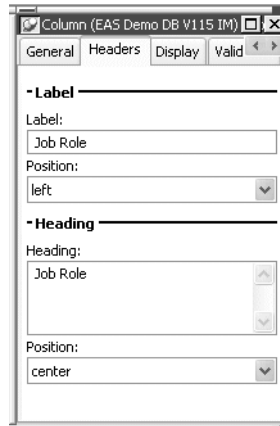 Column (EAS Demo DB V115 IM)
General Headers Display Valid
-Label
Label:
Job Role
Position:
left
-Heading
Heading:
Job Role
Position:
center